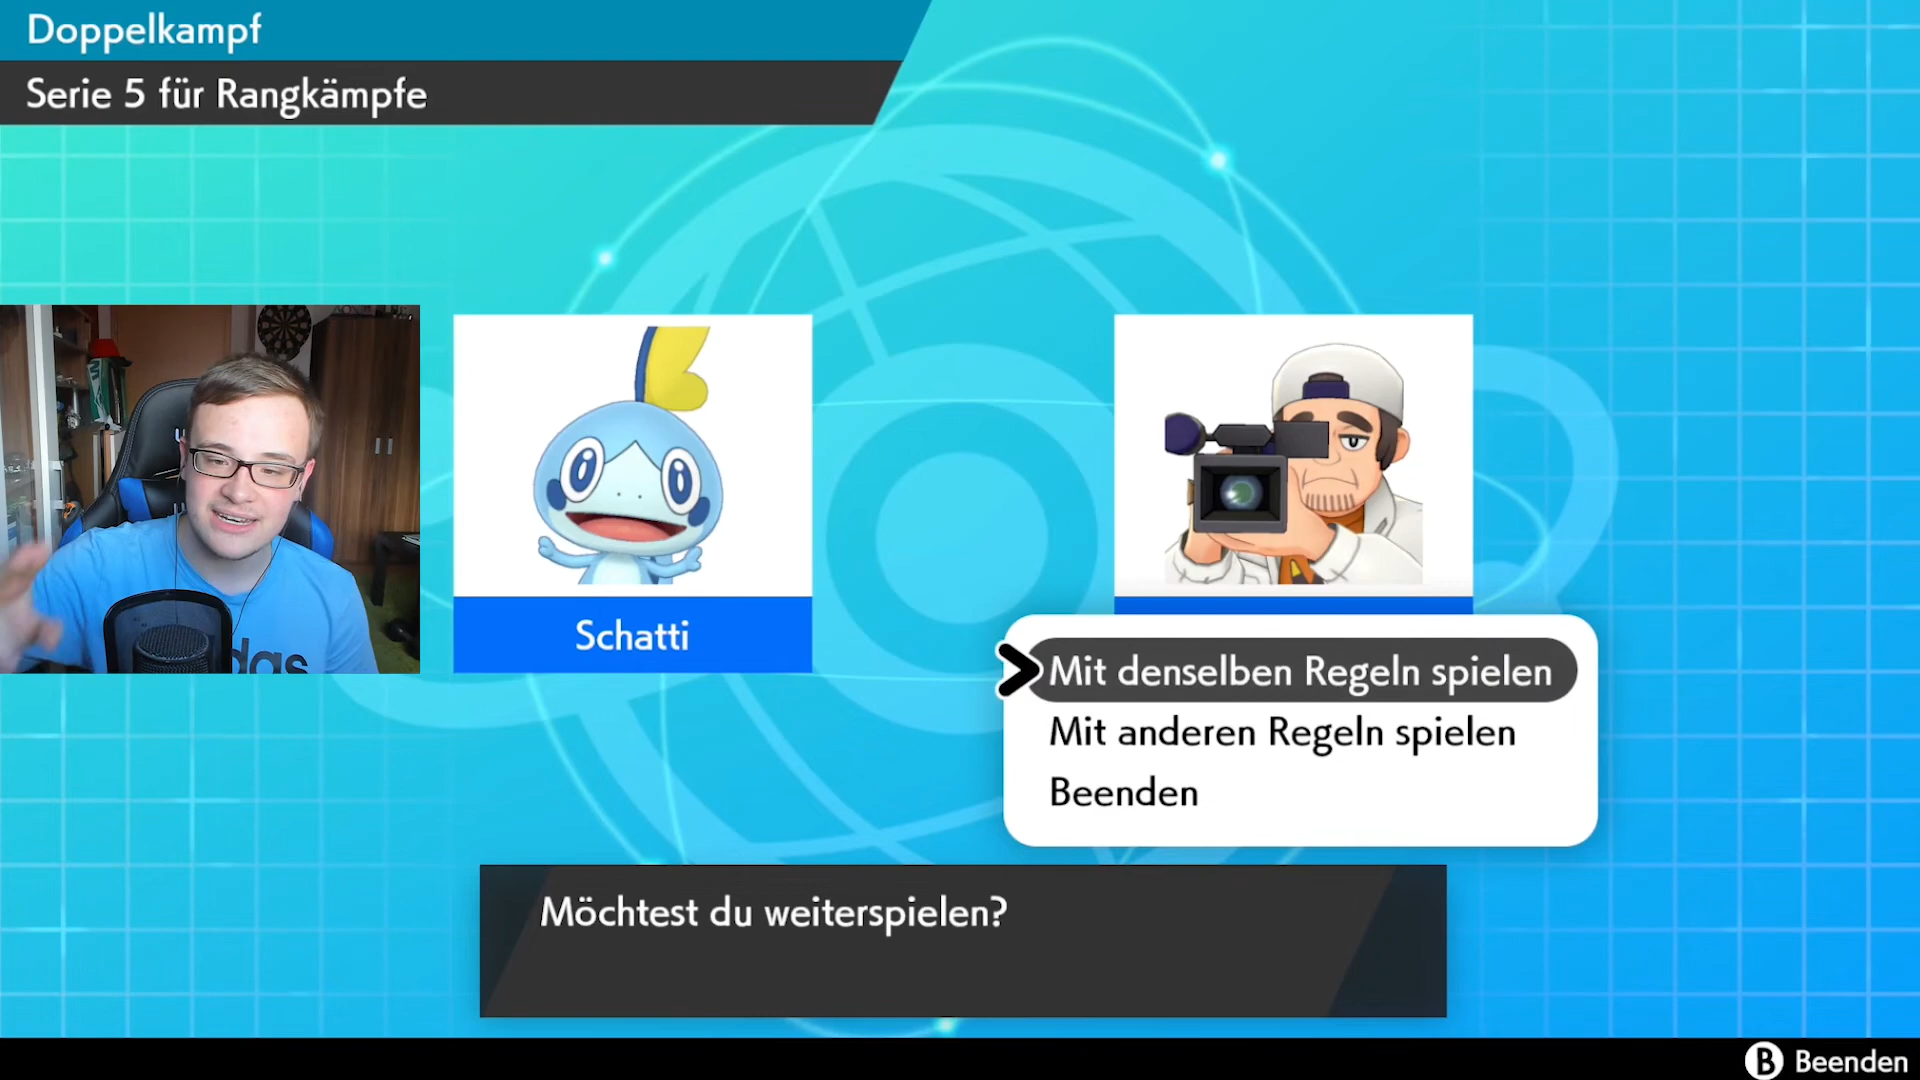 Doppelkampf
Serie 5 für Rangkämpfe
das
Schatti
Mit denselben Regeln spielen
Mit anderen Regeln spielen
Beenden
Möchtest du weiterspielen?
B Beenden